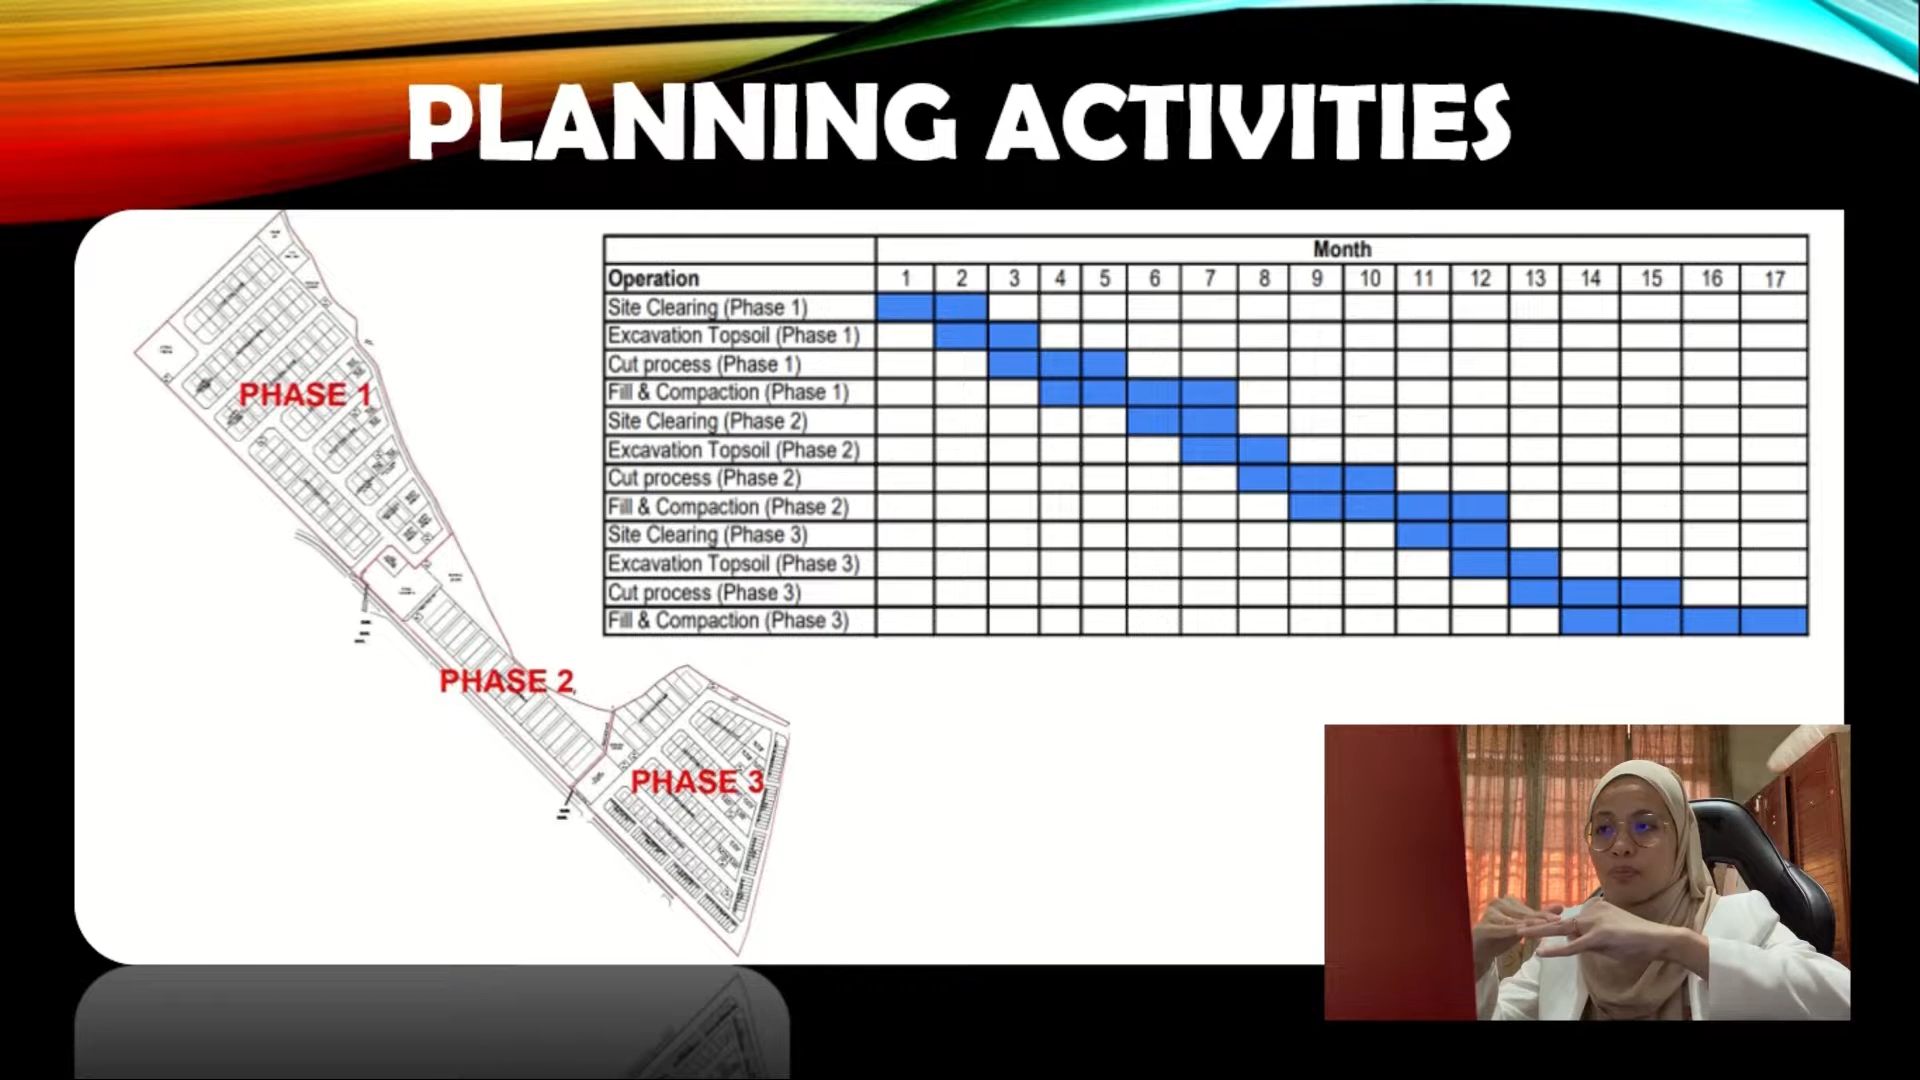 PLANNING ACTIVITIES
Month
Operation 1 2 3 4 5 6 7 8 9 10 11 12 13 14 15 16 17
Site Clearing (Phase 1)
Excavation Topsoil (Phase 1)
Cut process (Phase 1)
Fill & Compaction (Phase 1)
Site Clearing (Phase 2)
Excavation Topsoil (Phase 2)
Cut process (Phase 2)
Fill & Compaction (Phase 2)
Site Clearing (Phase 3)
Excavation Topsoil (Phase 3)
Cut process (Phase 3)
Fill & Compaction (Phase 3)
PHASE 1
PHASE 2
PHASE 3